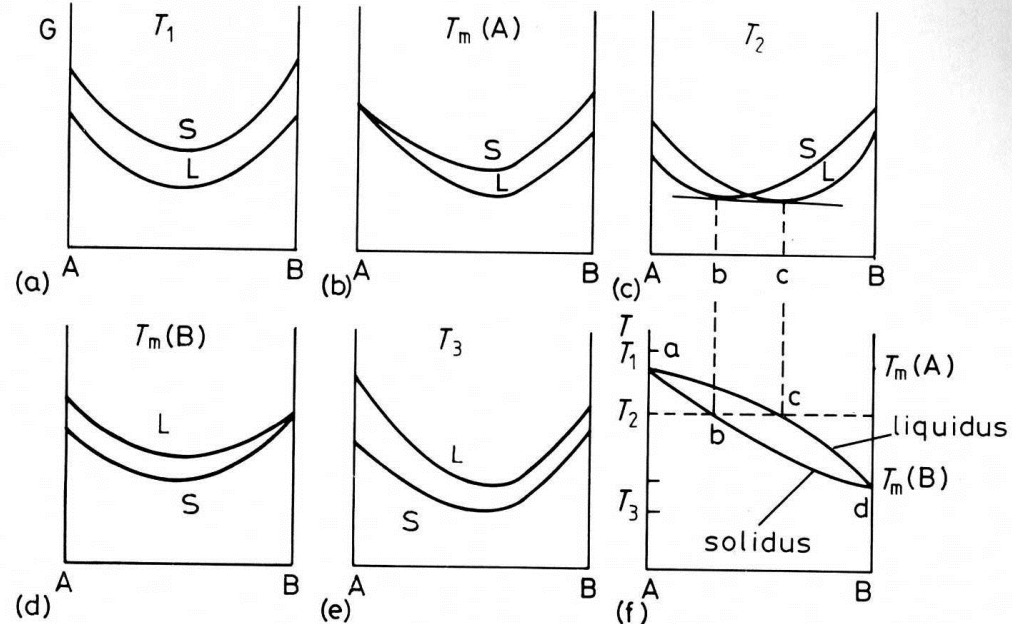 G
T1
S
L
A
B
(a)
Tm(A)
S
L
A
B
(b)
T2
S
L
A
b
c
B
(c)
Tm(B)
L
S
A
B
(d)
T3
L
S
A
B
(e)
T
T1
a
Tm(A)
T2
c
b
liquidus
Tm(B)
T3
d
solidus
A
B
(f)